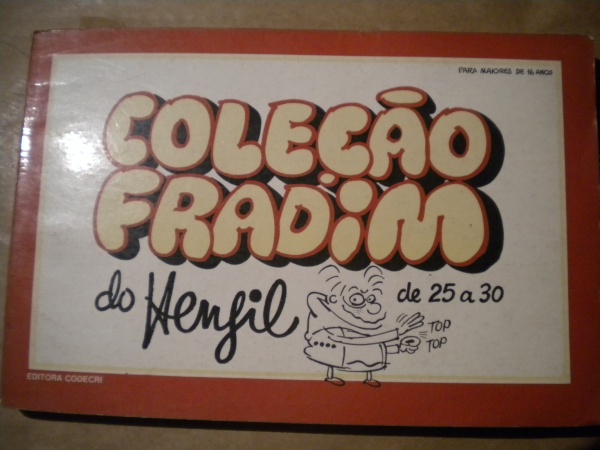 PARA MAIORES DE 16 ANOS
COLEÇÃO
FRADIM
do Henfil
de 25 a 30
TOP
TOP
EDITORA CODECRI